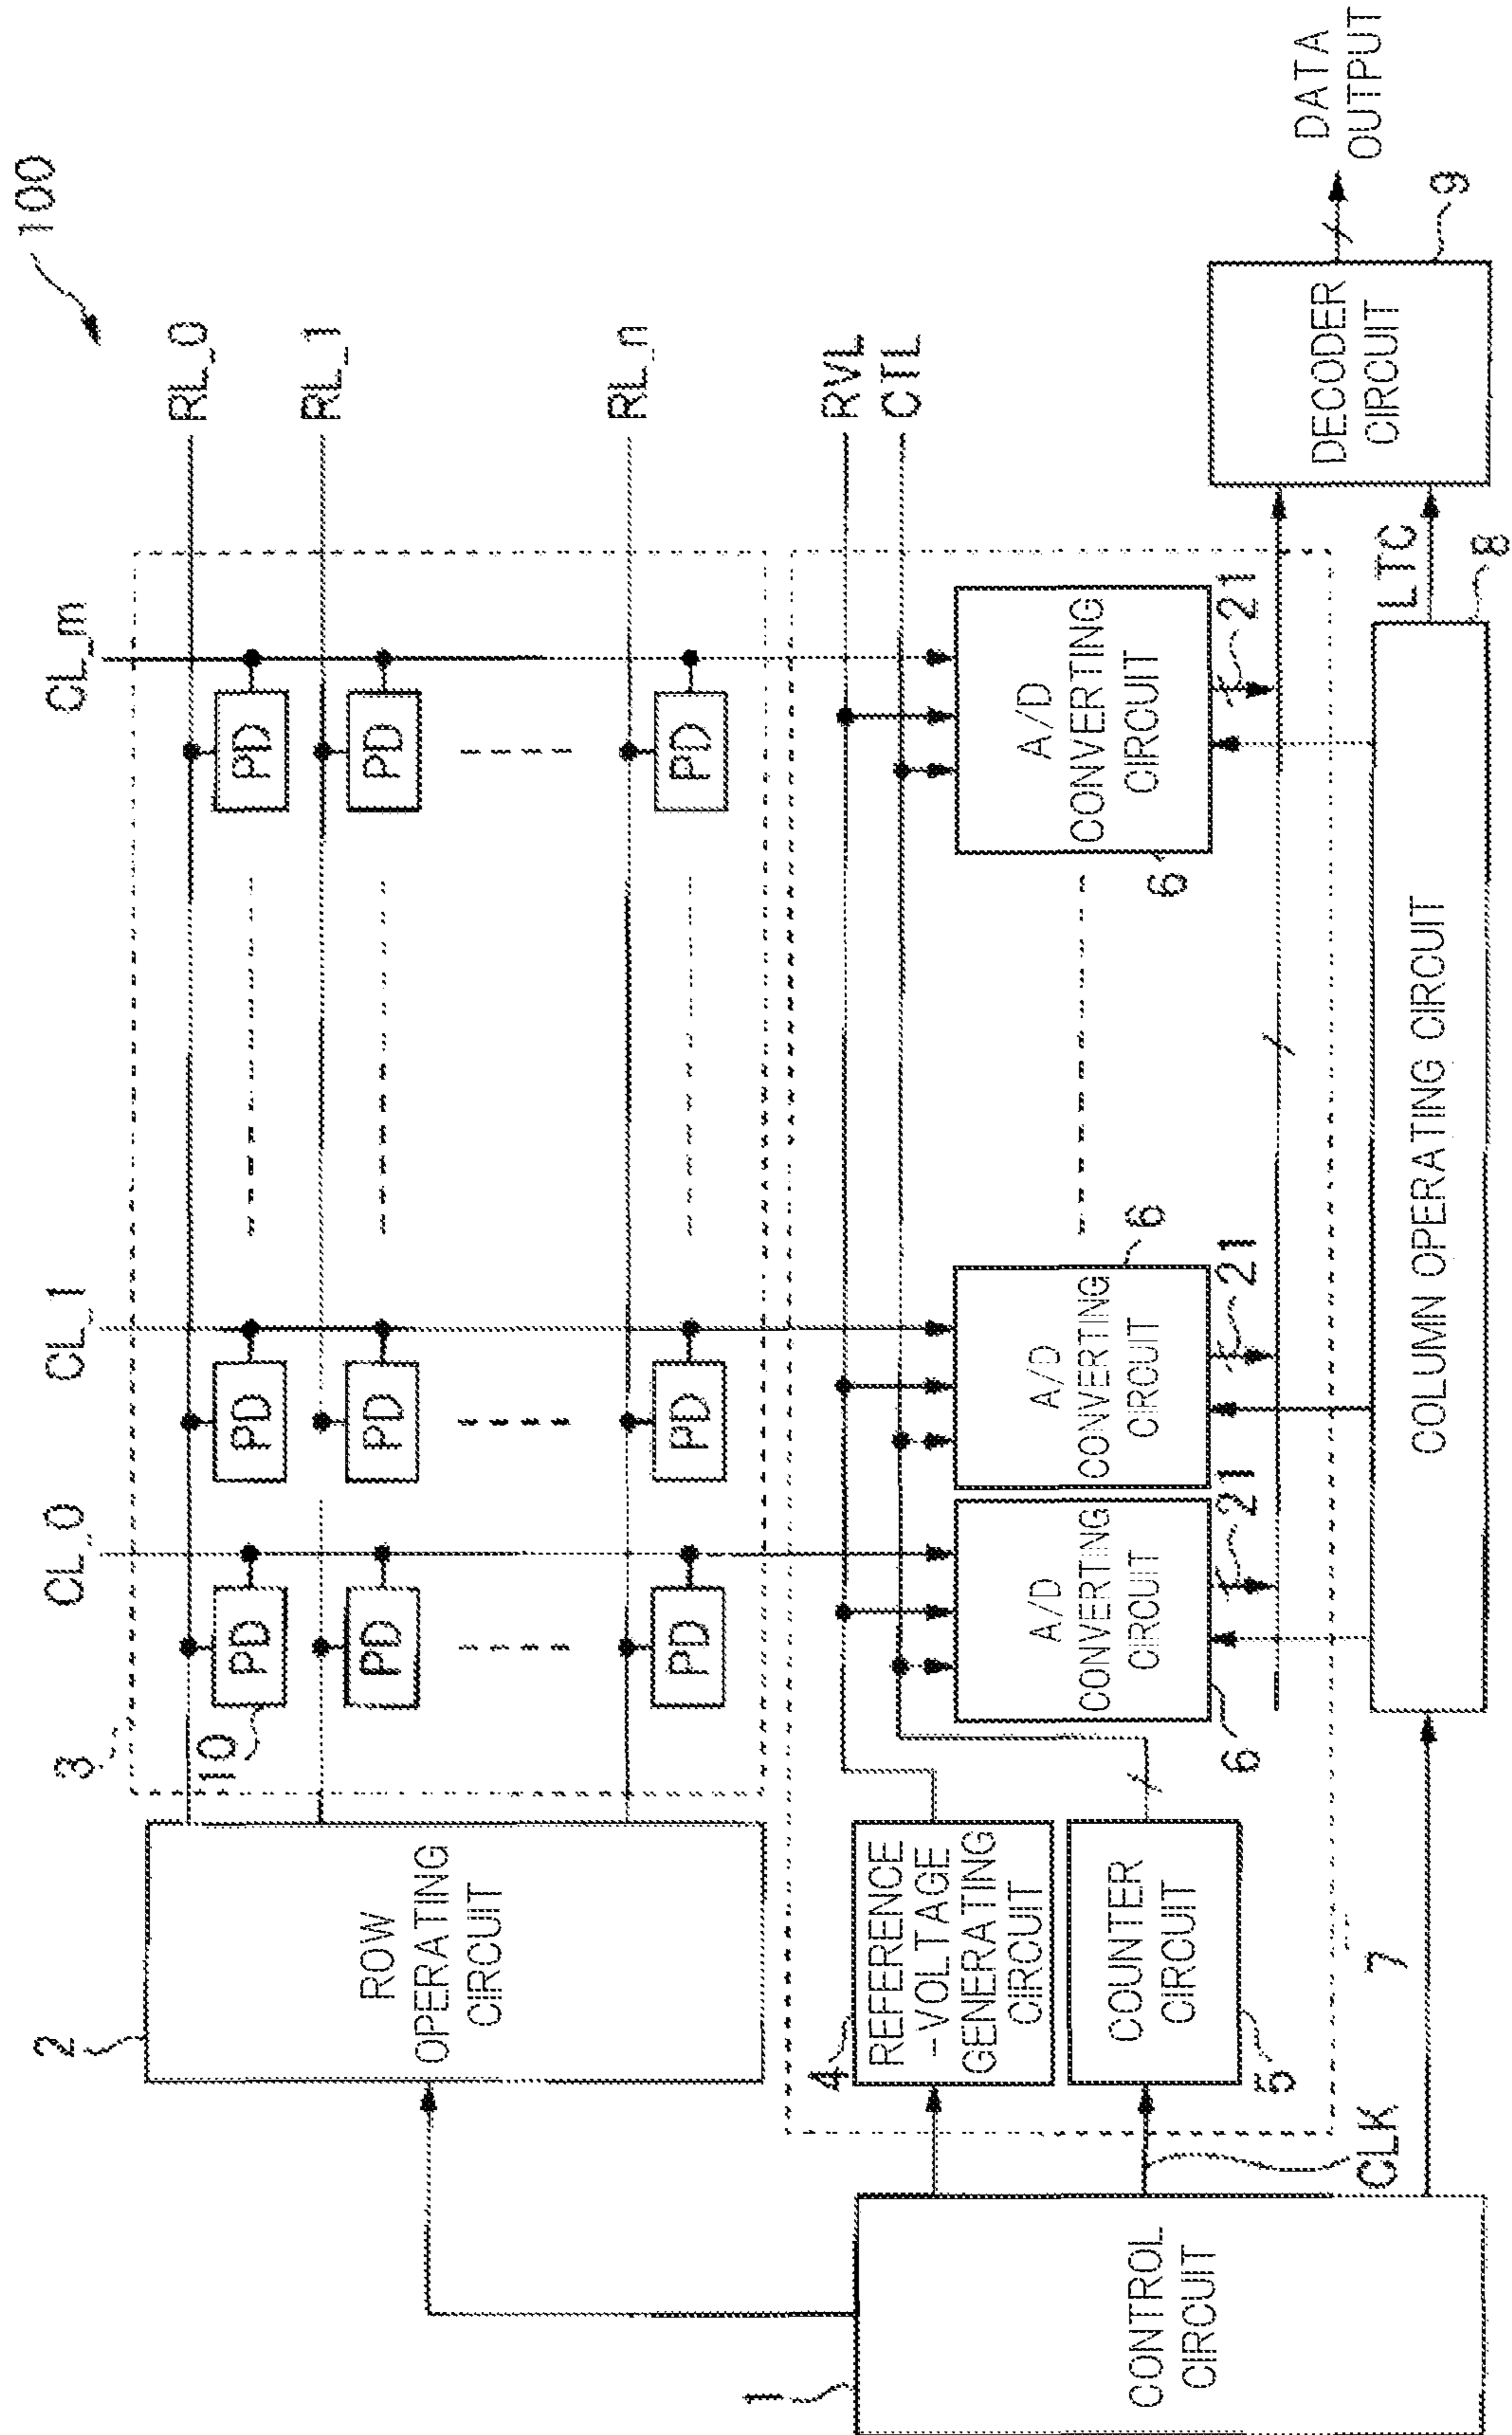 100
CL_0
CL_1
CL_m
3
2
ROW
OPERATING
CIRCUIT
PD
PD
PD
RL_0
10
PD
PD
PD
RL_1
PD
PD
PD
RL_n
RVL
CTL
4
REFERENCE
-VOLTAGE
GENERATING
CIRCUIT
A/D
CONVERTING
CIRCUIT
A/D
CONVERTING
CIRCUIT
6
A/D
CONVERTING
CIRCUIT
1
CONTROL
CIRCUIT
COUNTER
CIRCUIT
5
6
21
21
6
21
CLK
7
COLUMN OPERATING CIRCUIT
LTC
8
DECODER
CIRCUIT
9
DATA
OUTPUT